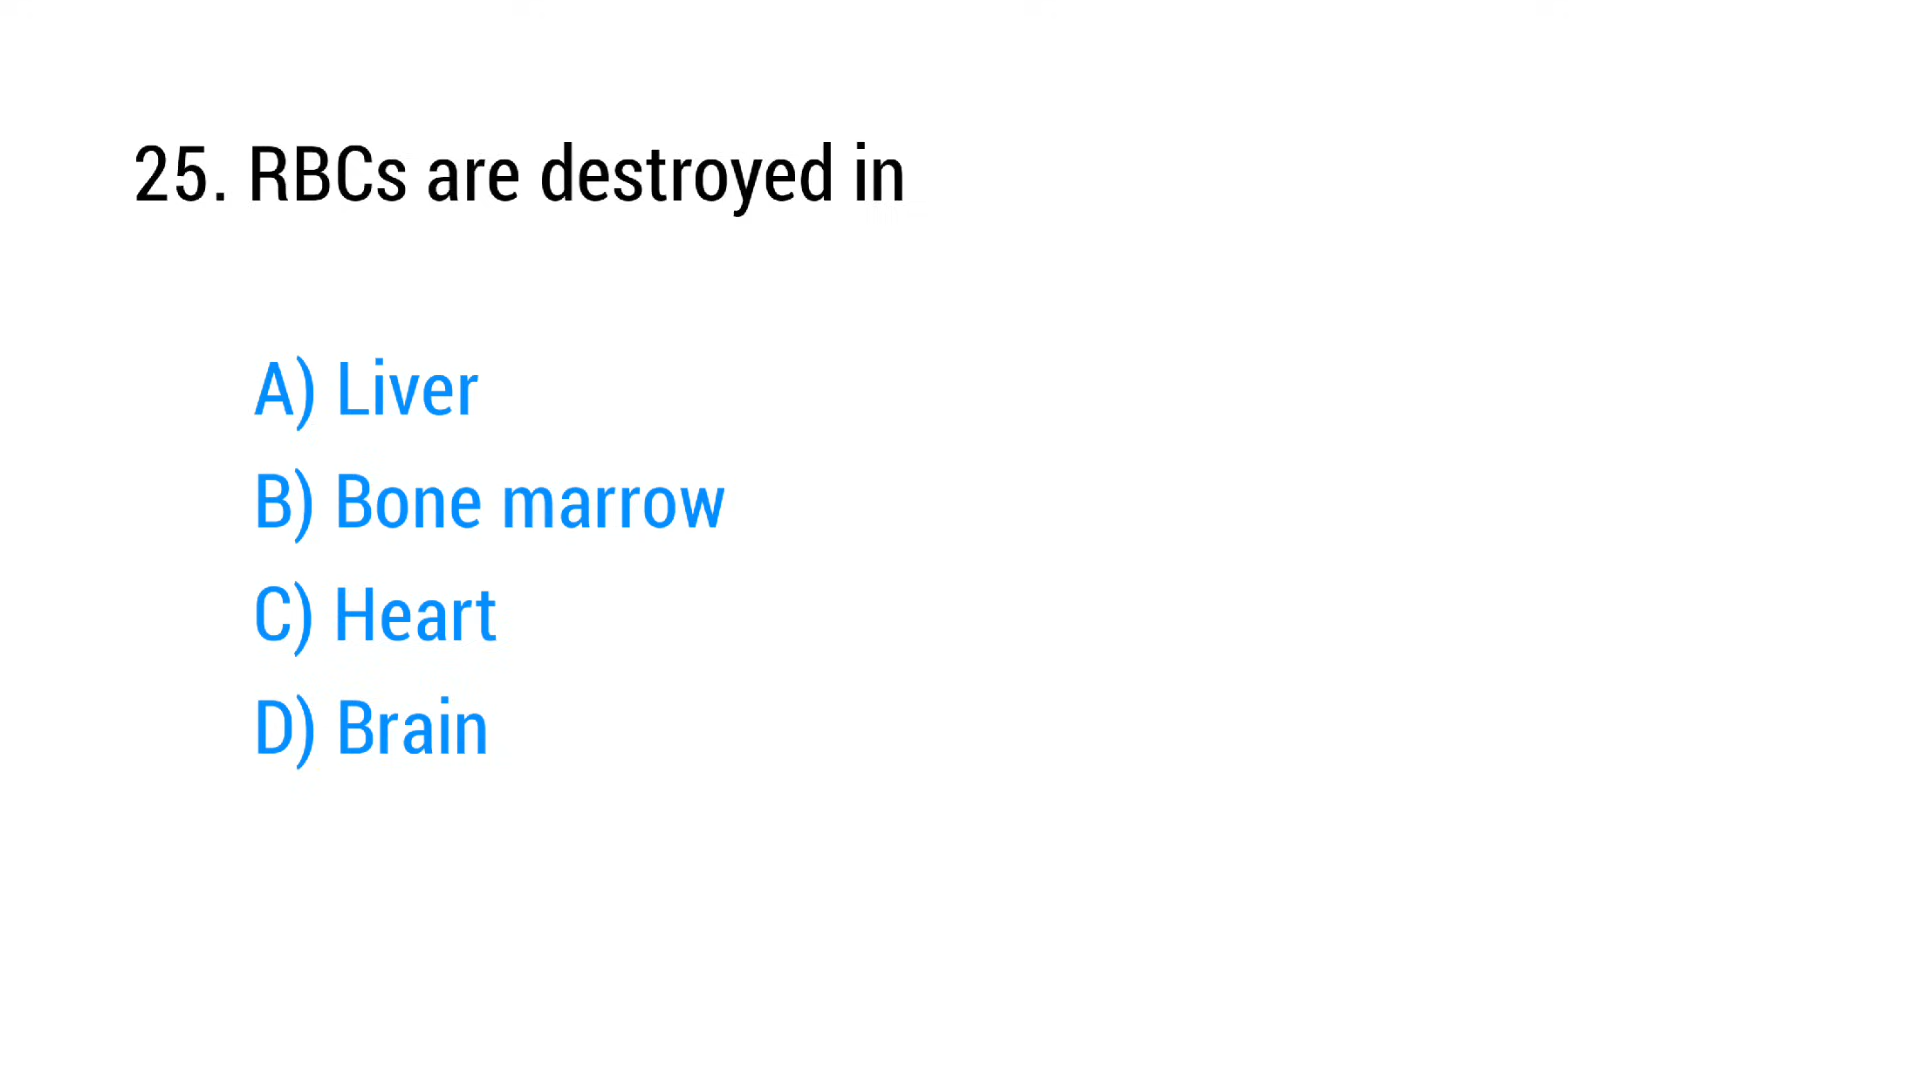 25. RBCs are destroyed in
A) Liver
B) Bone marrow
C) Heart
D) Brain